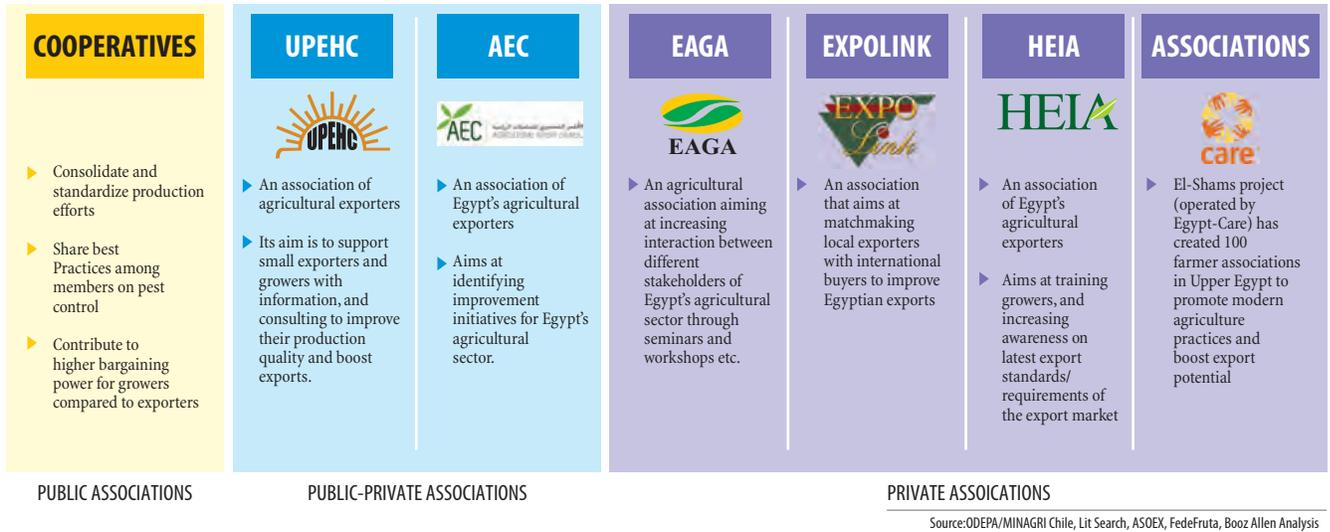 COOPERATIVES
Consolidate and
standardize production
efforts
Share best
Practices among
members on pest
control
Contribute to
higher bargaining
power for growers
compared to exporters
UPEHC
UPEHC
An association of
agricultural exporters
Its aim is to support
small exporters and
growers with
information, and
consulting to improve
their production
quality and boost
exports.
AEC
AEC
An association of
Egypt's agricultural
exporters
Aims at
identifying
improvement
initiatives for Egypt's
agricultural
sector.
EAGA
EAGA
An agricultural
association aiming
at increasing
interaction between
different
stakeholders of
Egypt's agricultural
sector through
seminars and
workshops etc.
EXPOLINK
EXPO
Link
An association
that aims at
matchmaking
local exporters
with international
buyers to improve
Egyptian exports
HEIA
HEIA
An association
of Egypt's
agricultural
exporters
Aims at training
growers, and
increasing
awareness on
latest export
standards/
requirements of
the export market
ASSOCIATIONS
care
El-Shams project
(operated by
Egypt-Care) has
created 100
farmer associations
in Upper Egypt to
promote modern
agriculture
practices and
boost export
potential
PUBLIC ASSOCIATIONS
PUBLIC-PRIVATE ASSOCIATIONS
PRIVATE ASSOICATIONS
Source:ODEPA/MINAGRI Chile, Lit Search, ASOEX, FedeFruta, Booz Allen Analysis